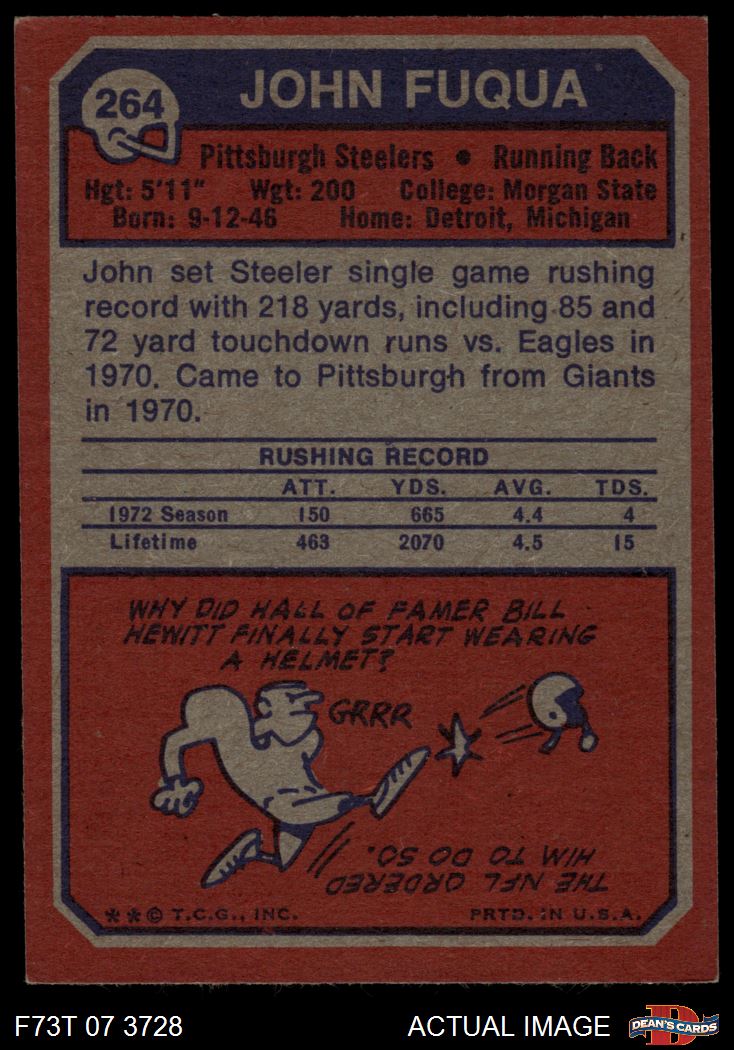 264
JOHN FUQUA
Pittsburgh Steelers • Running Back
Hgt: 5'11" Wgt: 200 College: Morgan State
Born: 9-12-46 Home: Detroit, Michigan
John set Steeler single game rushing
record with 218 yards, including 85 and
72 yard touchdown runs vs. Eagles in
1970. Came to Pittsburgh from Giants
in 1970.
RUSHING RECORD
ATT. YDS. AVG. TDS.
1972 Season 150 665 4.4 4
Lifetime 463 2070 4.5 15
WHY DID HALL OF FAMER BILL
HEWITT FINALLY START WEARING
A HELMET?
GRRR
THE NFL ORDERED
HIM TO DO SO.
**© T.C.G., INC. PRTD. IN U.S.A.
F73T 07 3728 ACTUAL IMAGE DEAN'S CARDS